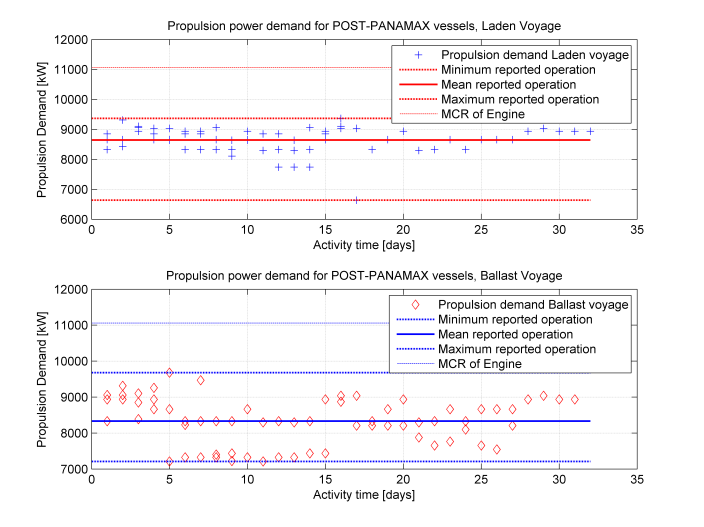 Propulsion power demand for POST-PANAMAX vessels, Laden Voyage
12000
11000
10000
9000
8000
7000
6000
Propulsion Demand [kW]
Propulsion demand Laden voyage
Minimum reported operation
Mean reported operation
Maximum reported operation
MCR of Engine
0 5 10 15 20 25 30 35
Activity time [days]
Propulsion power demand for POST-PANAMAX vessels, Ballast Voyage
12000
11000
10000
9000
8000
7000
Propulsion Demand [kW]
Propulsion demand Ballast voyage
Minimum reported operation
Mean reported operation
Maximum reported operation
MCR of Engine
0 5 10 15 20 25 30 35
Activity time [days]